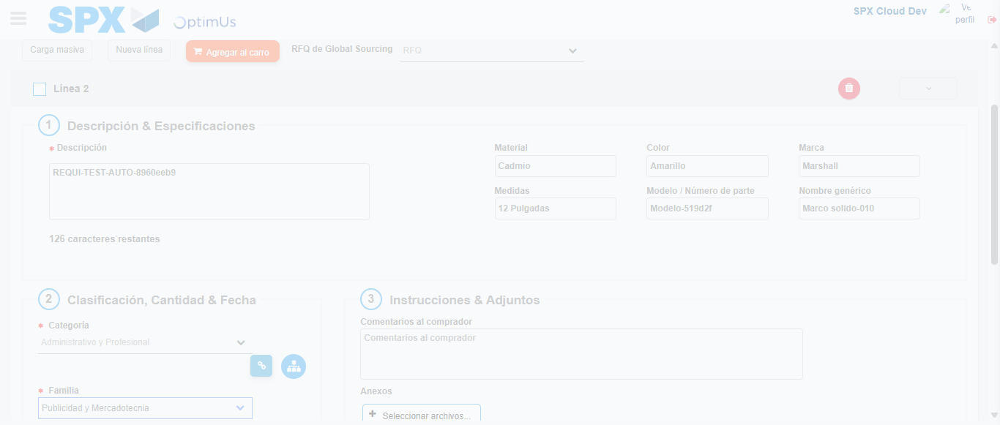 SPX
OptimUs
SPX Cloud Dev
perfil
Carga masiva
Nueva línea
Agregar al carro
RFQ de Global Sourcing
RFQ
Línea 2
1 Descripción & Especificaciones
* Descripción
Material
Color
Marca
REQUI-TEST-AUTO-8960eeb9
Cadmio
Amarillo
Marshall
Medidas
Modelo / Número de parte
Nombre genérico
12 Pulgadas
Modelo-519d2f
Marco solido-010
126 caracteres restantes
2 Clasificación, Cantidad & Fecha
* Categoría
Administrativo y Profesional
* Familia
Publicidad y Mercadotecnia
3 Instrucciones & Adjuntos
Comentarios al comprador
Comentarios al comprador
Anexos
+ Seleccionar archivos...